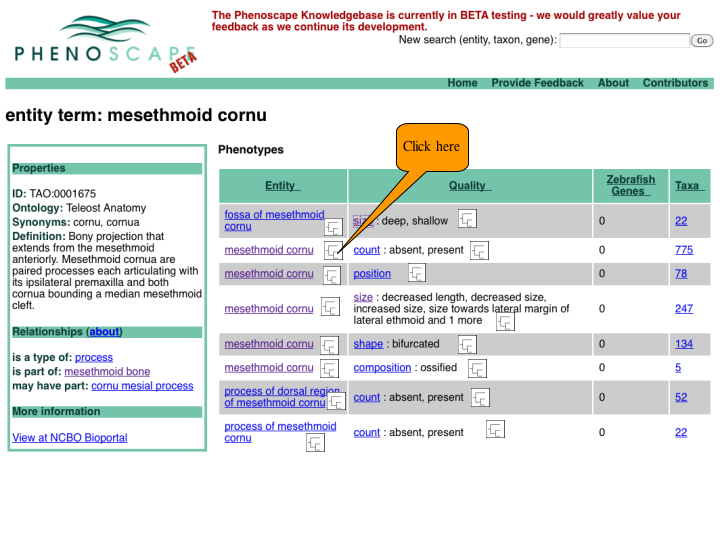 The Phenoscape Knowledgebase is currently in BETA testing - we would greatly value your
feedback as we continue its development.
PHENOSCAPE
BETA
New search (entity, taxon, gene): Go
Home Provide Feedback About Contributors
entity term: mesethmoid cornu
Properties
ID: TAO:0001675
Ontology: Teleost Anatomy
Synonyms: cornu, cornua
Definition: Bony projection that
extends from the mesethmoid
anteriorly. Mesethmoid cornua are
paired processes each articulating with
its ipsilateral premaxilla and both
cornua bounding a median mesethmoid
cleft.
Relationships (about)
is a type of: process
is part of: mesethmoid bone
may have part: cornu mesial process
More information
View at NCBO Bioportal
Phenotypes
Click here
Entity Quality Zebrafish Genes Taxa
fossa of mesethmoid
cornu
size : deep, shallow 0 22
mesethmoid cornu count : absent, present 0 775
mesethmoid cornu position 0 78
mesethmoid cornu
size : decreased length, decreased size,
increased size, size towards lateral margin of
lateral ethmoid and 1 more
0 247
mesethmoid cornu shape : bifurcated 0 134
mesethmoid cornu composition : ossified 0 5
process of dorsal region
of mesethmoid cornu
count : absent, present 0 52
process of mesethmoid
cornu
count : absent, present 0 22